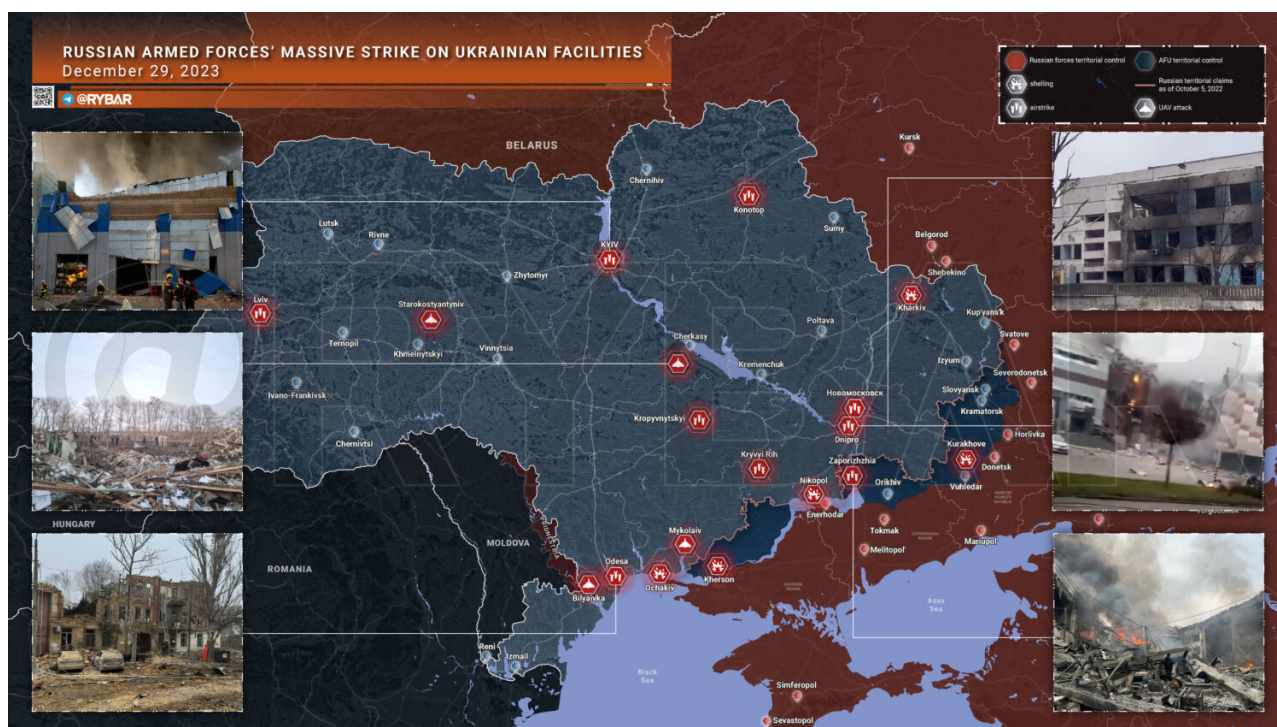 RUSSIAN ARMED FORCES' MASSIVE STRIKE ON UKRAINIAN FACILITIES
December 29, 2023
@RYBAR
Russian forces territorial control
AFU territorial control
shelling
Russian territorial claims
as of October 5, 2022
airstrike
UAV attack
BELARUS
Kursk
Chernihiv
Konotop
Sumy
Lutsk
Rivne
KYIV
Belgorod
Shebekino
Zhytomyr
Lviv
Starokostyantyniv
Kharkiv
Kup'yans'k
Ternopil
Khmelnytskyi
Vinnytsia
Cherkasy
Poltava
Svatove
Kremenchuk
Izyum
Severodonetsk
Ivano-Frankivsk
Slovyansk
Kramatorsk
НОВОМОСКОВСК
Kropyvnytskyi
Dnipro
Chernivtsi
Horlivka
Kurakhove
Donetsk
Kryvyi Rih
Zaporizhzhia
Vuhledar
Nikopol
Orikhiv
Enerhodar
HUNGARY
Tokmak
Mariupol'
MOLDOVA
Mykolaiv
Melitopol'
ROMANIA
Odesa
Ochakiv
Kherson
Bilyaivka
Azov
Sea
Reni
Izmail
Black
Sea
Simferopol
Sevastopol